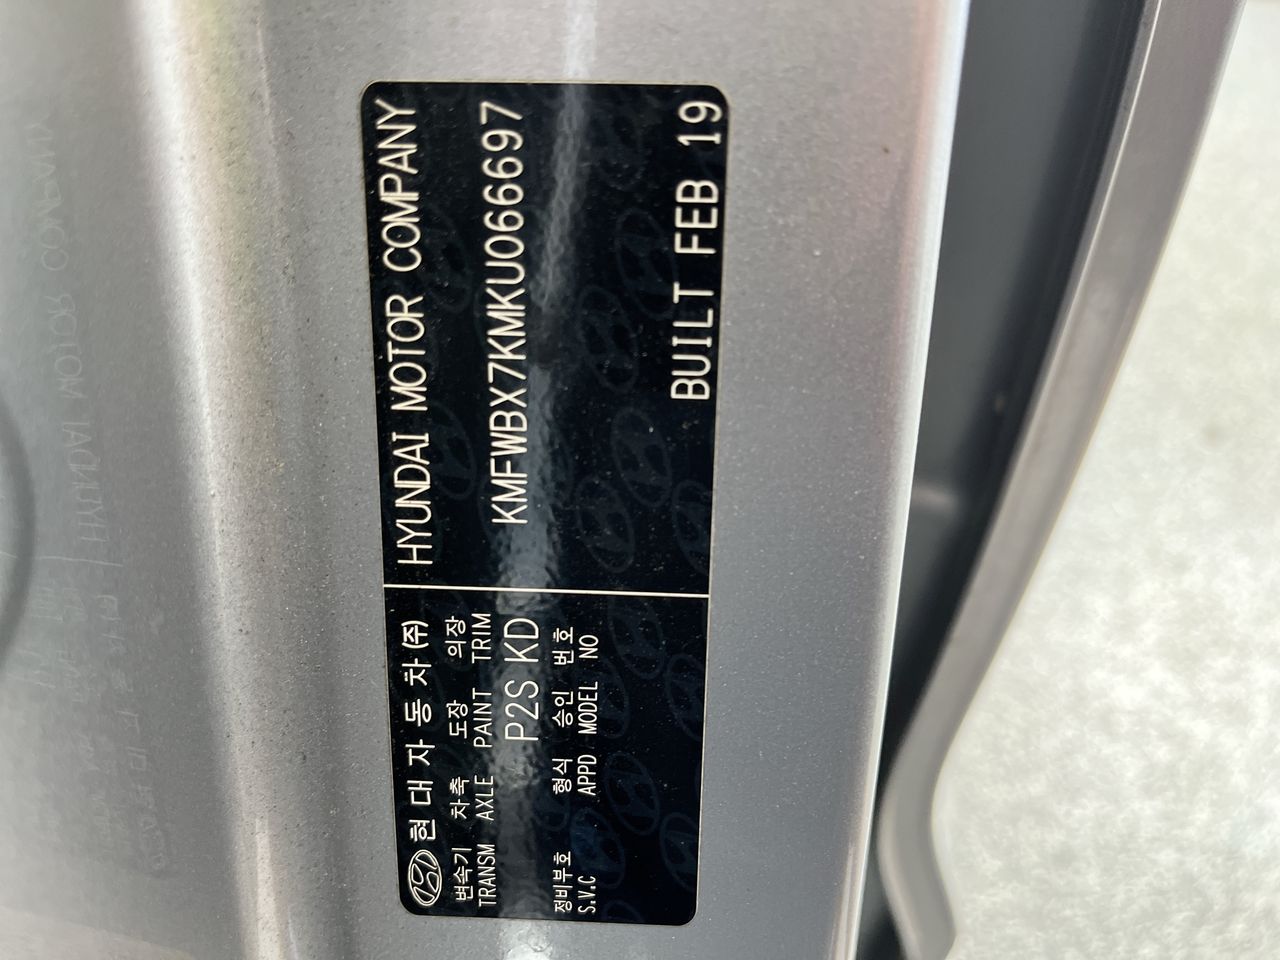 현대자동차(주)
HYUNDAI MOTOR COMPANY
변속기 차축 도장 의장
TRANSM AXLE PAINT TRIM
P2S KD
KMFWBX7KMKU066697
정비부호 형식 승인 번호
S.V.C APPD MODEL NO
BUILT FEB 19